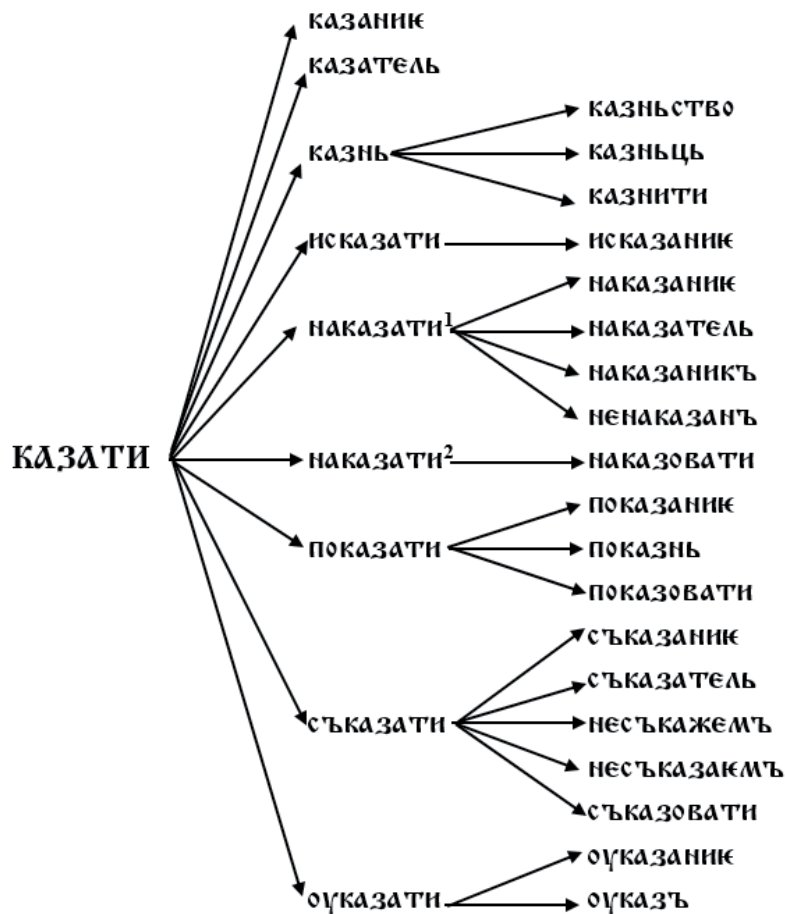 казаниѥ
казатель
казньство
казнь
казньць
казнити
исказати
исказаниѥ
наказаниѥ
наказати¹
наказатель
наказаникъ
ненаказанъ
казати
наказати²
наказовати
показаниѥ
показати
показнь
показовати
съказаниѥ
съказатель
съказати
несъкажемъ
несъказаѥмъ
съказовати
оуказаниѥ
оуказати
оуказъ